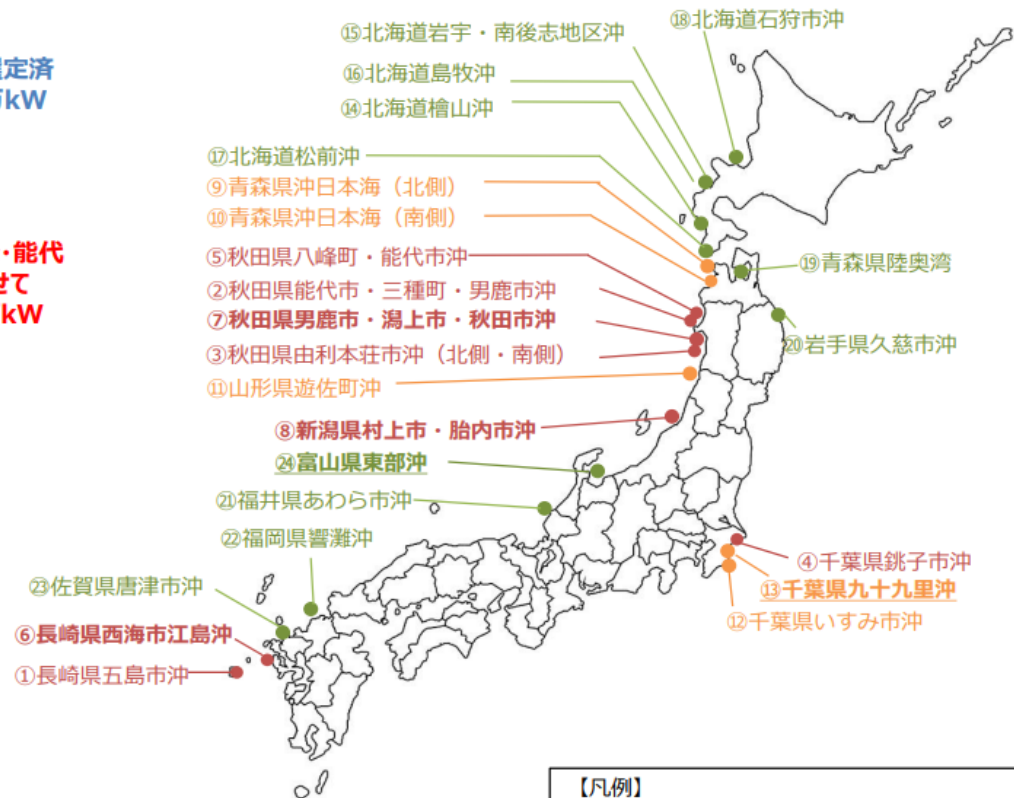 定済
kW
・能代
せて
kW
⑱北海道石狩市沖
⑮北海道岩宇・南後志地区沖
⑯北海道島牧沖
⑭北海道檜山沖
⑰北海道松前沖
⑨青森県沖日本海（北側）
⑩青森県沖日本海（南側）
⑤秋田県八峰町・能代市沖
②秋田県能代市・三種町・男鹿市沖
⑦秋田県男鹿市・潟上市・秋田市沖
③秋田県由利本荘市沖（北側・南側）
⑪山形県遊佐町沖
⑲青森県陸奥湾
⑳岩手県久慈市沖
⑧新潟県村上市・胎内市沖
㉔富山県東部沖
㉑福井県あわら市沖
㉒福岡県響灘沖
㉓佐賀県唐津市沖
⑥長崎県西海市江島沖
①長崎県五島市沖
④千葉県銚子市沖
⑬千葉県九十九里沖
⑫千葉県いすみ市沖
【凡例】